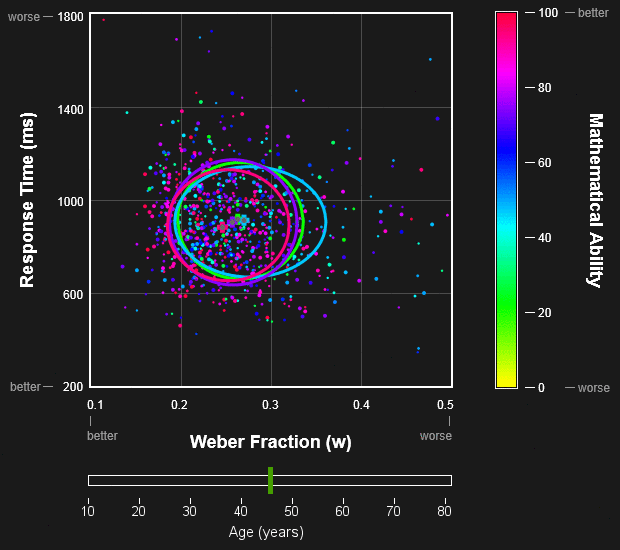 worse
1800
1400
1000
600
200
better
Response Time (ms)
0.1
0.2
0.3
0.4
0.5
better
worse
Weber Fraction (w)
10
20
30
40
50
60
70
80
Age (years)
100
80
60
40
20
0
better
worse
Mathematical Ability